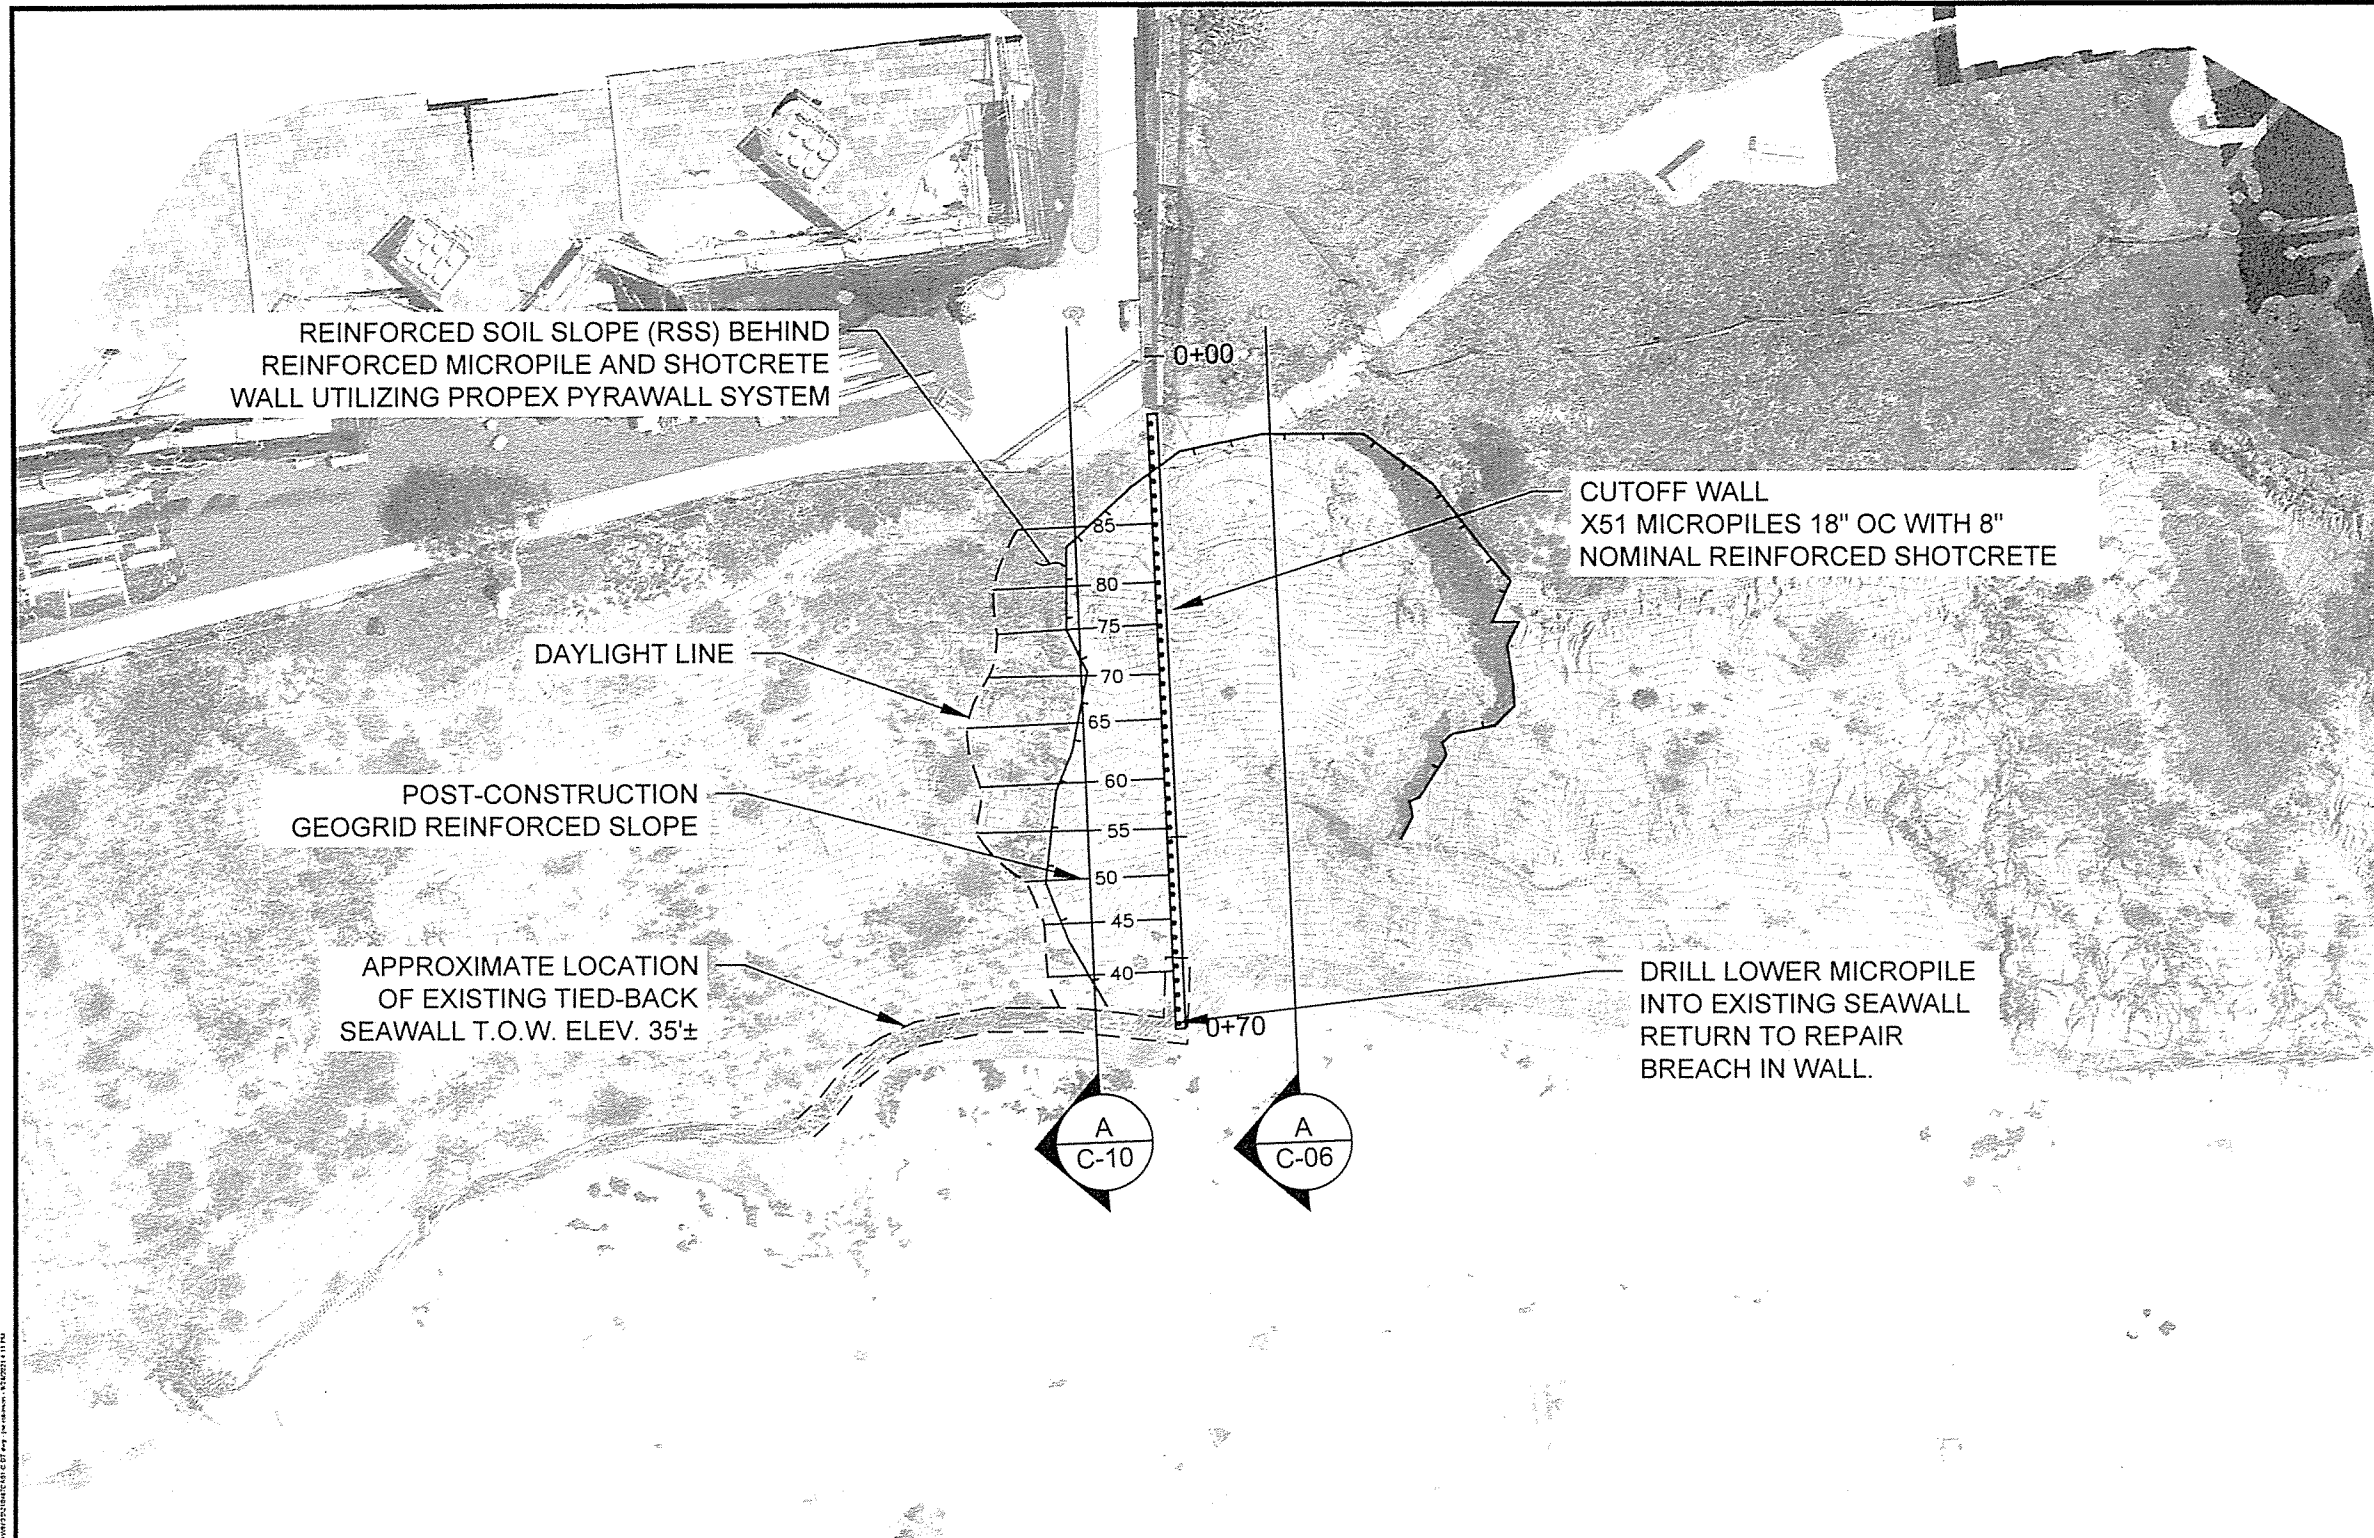 REINFORCED SOIL SLOPE (RSS) BEHIND
REINFORCED MICROPILE AND SHOTCRETE
WALL UTILIZING PROPEX PYRAWALL SYSTEM
0+00
CUTOFF WALL
X51 MICROPILES 18" OC WITH 8"
NOMINAL REINFORCED SHOTCRETE
85
80
75
70
65
60
55
50
45
40
DAYLIGHT LINE
POST-CONSTRUCTION
GEOGRID REINFORCED SLOPE
APPROXIMATE LOCATION
OF EXISTING TIED-BACK
SEAWALL T.O.W. ELEV. 35'±
DRILL LOWER MICROPILE
INTO EXISTING SEAWALL
RETURN TO REPAIR
BREACH IN WALL.
0+70
A
C-10
A
C-06